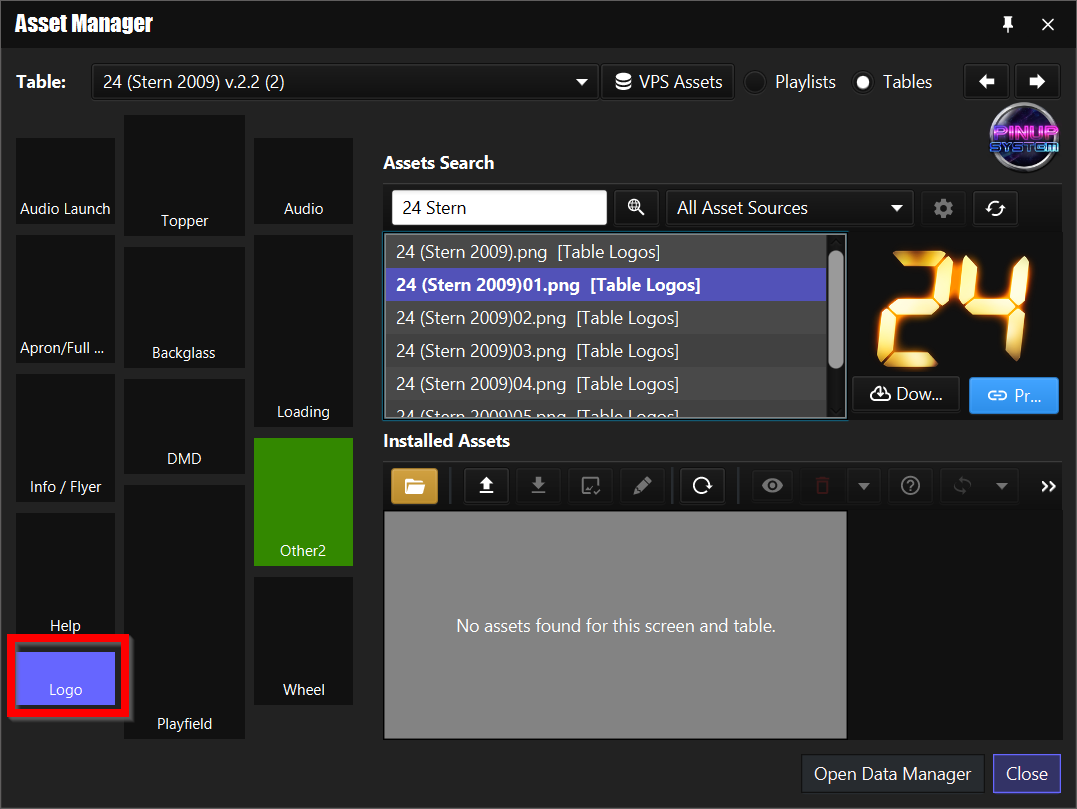 Asset Manager
Table:
24 (Stern 2009) v.2.2 (2)
VPS Assets
Playlists
Tables
PINUP
SYSTEM
Audio Launch
Topper
Audio
Apron/Full ...
Backglass
Loading
Info / Flyer
DMD
Other2
Help
Logo
Playfield
Wheel
Assets Search
24 Stern
All Asset Sources
24 (Stern 2009).png [Table Logos]
24 (Stern 2009)01.png [Table Logos]
24 (Stern 2009)02.png [Table Logos]
24 (Stern 2009)03.png [Table Logos]
24 (Stern 2009)04.png [Table Logos]
24 (Stern 2009)05.png [Table Logos]
24
Dow...
Pr...
Installed Assets
No assets found for this screen and table.
Open Data Manager
Close